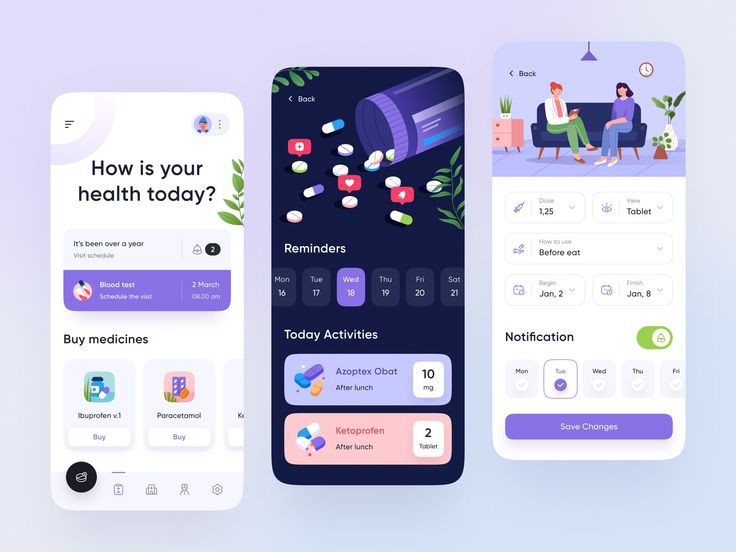 How is your
health today?
It's been over a year
Visit schedule
2
Blood test
Schedule the visit
2 March
08.00 am
Buy medicines
Ibuprofen v.1
Buy
Paracetamol
Buy
Ke
Back
Reminders
Mon
16
Tue
17
Wed
18
Thu
19
Fri
20
Sat
21
Today Activities
Azoptex Obat
After lunch
10
mg
Ketoprofen
After lunch
2
Tablet
Back
Dose
1,25
View
Tablet
How to use
Before eat
Begin
Jan, 2
Finish
Jan, 8
Notification
Mon
Tue
Wed
Thu
Fri
Save Changes